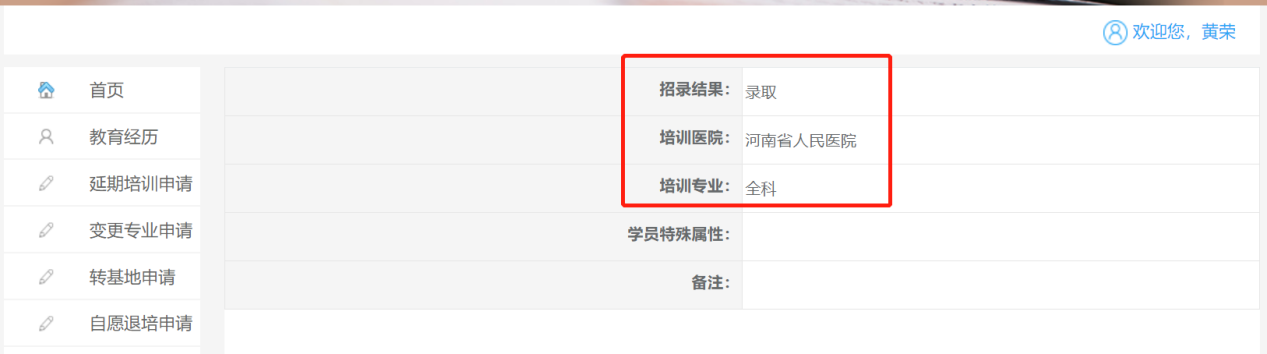 欢迎您，黄荣
首页
教育经历
延期培训申请
变更专业申请
转基地申请
自愿退培申请
招录结果： 录取
培训医院： 河南省人民医院
培训专业： 全科
学员特殊属性：
备注：